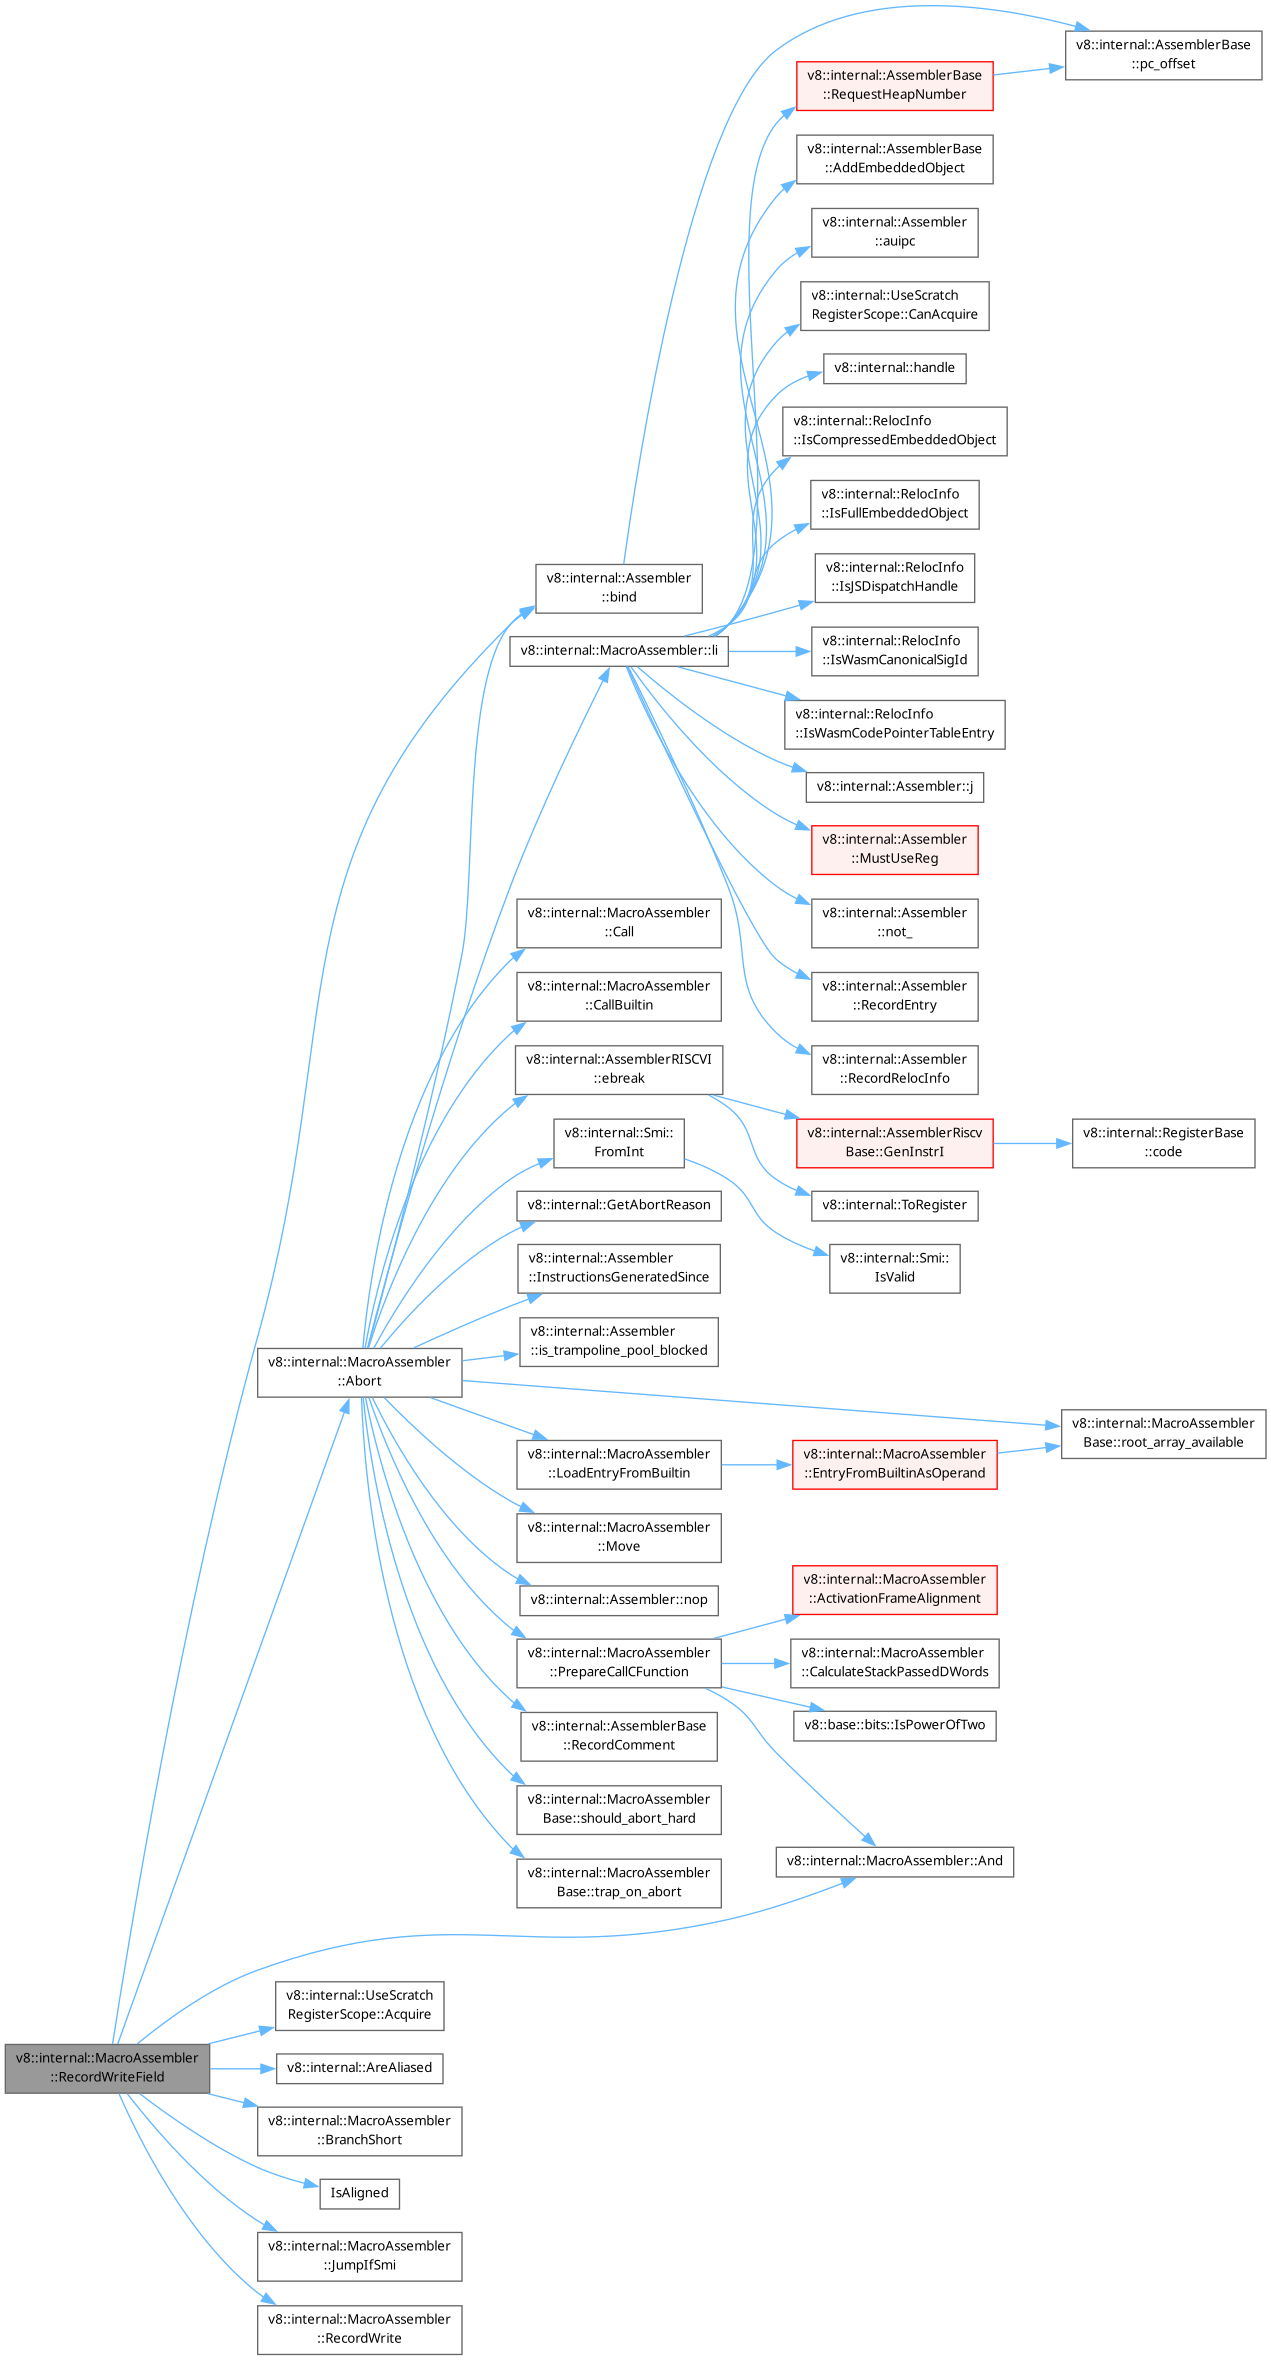 v8::internal::AssemblerBase
::pc_offset
v8::internal::AssemblerBase
::RequestHeapNumber
v8::internal::AssemblerBase
::AddEmbeddedObject
v8::internal::Assembler
::auipc
v8::internal::UseScratch
RegisterScope::CanAcquire
v8::internal::handle
v8::internal::RelocInfo
::IsCompressedEmbeddedObject
v8::internal::RelocInfo
::IsFullEmbeddedObject
v8::internal::RelocInfo
::IsJSDispatchHandle
v8::internal::Assembler
::bind
v8::internal::MacroAssembler::li
v8::internal::RelocInfo
::IsWasmCanonicalSigId
v8::internal::RelocInfo
::IsWasmCodePointerTableEntry
v8::internal::Assembler::j
v8::internal::Assembler
::MustUseReg
v8::internal::Assembler
::not_
v8::internal::MacroAssembler
::Call
v8::internal::Assembler
::RecordEntry
v8::internal::MacroAssembler
::CallBuiltin
v8::internal::Assembler
::RecordRelocInfo
v8::internal::AssemblerRISCVI
::ebreak
v8::internal::Smi::
FromInt
v8::internal::AssemblerRiscv
Base::GenInstrI
v8::internal::RegisterBase
::code
v8::internal::GetAbortReason
v8::internal::ToRegister
v8::internal::Assembler
::InstructionsGeneratedSince
v8::internal::Smi::
IsValid
v8::internal::Assembler
::is_trampoline_pool_blocked
v8::internal::MacroAssembler
::Abort
v8::internal::MacroAssembler
Base::root_array_available
v8::internal::MacroAssembler
::LoadEntryFromBuiltin
v8::internal::MacroAssembler
::EntryFromBuiltinAsOperand
v8::internal::MacroAssembler
::Move
v8::internal::Assembler::nop
v8::internal::MacroAssembler
::ActivationFrameAlignment
v8::internal::MacroAssembler
::PrepareCallCFunction
v8::internal::MacroAssembler
::CalculateStackPassedDWords
v8::base::bits::IsPowerOfTwo
v8::internal::AssemblerBase
::RecordComment
v8::internal::MacroAssembler
Base::should_abort_hard
v8::internal::MacroAssembler::And
v8::internal::MacroAssembler
Base::trap_on_abort
v8::internal::UseScratch
RegisterScope::Acquire
v8::internal::MacroAssembler
::RecordWriteField
v8::internal::AreAliased
v8::internal::MacroAssembler
::BranchShort
IsAligned
v8::internal::MacroAssembler
::JumpIfSmi
v8::internal::MacroAssembler
::RecordWrite